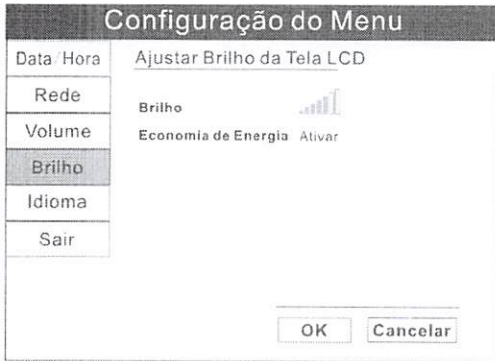 Configuração do Menu
Data/Hora
Rede
Volume
Brilho
Idioma
Sair
Ajustar Brilho da Tela LCD
Brilho
Economia de Energia Ativar
OK Cancelar